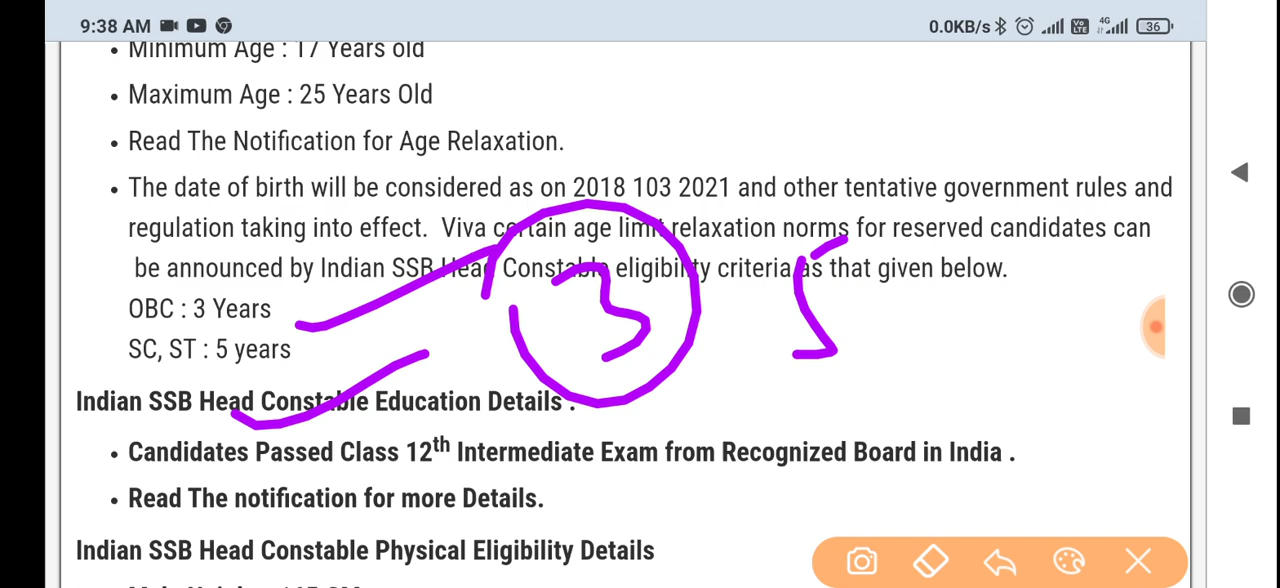 9:38 AM 0.0KB/s Vo LTE 4G 36
• Minimum Age : 17 Years old
• Maximum Age : 25 Years Old
• Read The Notification for Age Relaxation.
• The date of birth will be considered as on 2018 103 2021 and other tentative government rules and
regulation taking into effect. Viva certain age limit relaxation norms for reserved candidates can
be announced by Indian SSB Head Constable eligibility criteria as that given below.
OBC : 3 Years
3 5
SC, ST : 5 years
Indian SSB Head Constable Education Details :
• Candidates Passed Class 12th Intermediate Exam from Recognized Board in India .
• Read The notification for more Details.
Indian SSB Head Constable Physical Eligibility Details